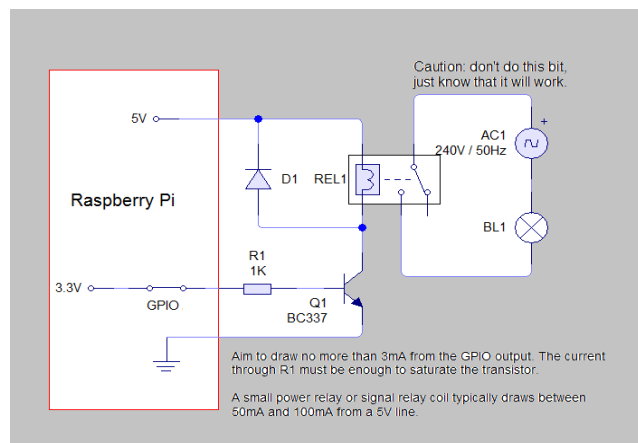 Caution: don't do this bit,
just know that it will work.
5V
AC1
240V / 50Hz
+
D1
REL1
Raspberry Pi
BL1
R1
1K
3.3V
GPIO
Q1
BC337
Aim to draw no more than 3mA from the GPIO output. The current
through R1 must be enough to saturate the transistor.
A small power relay or signal relay coil typically draws between
50mA and 100mA from a 5V line.